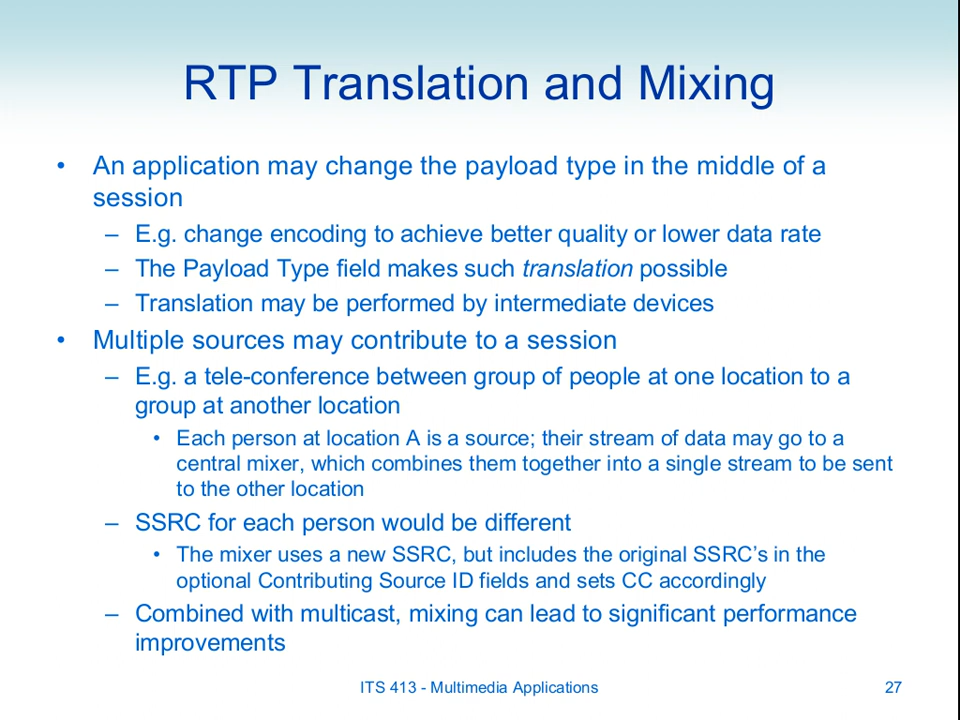 RTP Translation and Mixing
• An application may change the payload type in the middle of a
session
– E.g. change encoding to achieve better quality or lower data rate
– The Payload Type field makes such translation possible
– Translation may be performed by intermediate devices
• Multiple sources may contribute to a session
– E.g. a tele-conference between group of people at one location to a
group at another location
• Each person at location A is a source; their stream of data may go to a
central mixer, which combines them together into a single stream to be sent
to the other location
– SSRC for each person would be different
• The mixer uses a new SSRC, but includes the original SSRC’s in the
optional Contributing Source ID fields and sets CC accordingly
– Combined with multicast, mixing can lead to significant performance
improvements
ITS 413 - Multimedia Applications
27